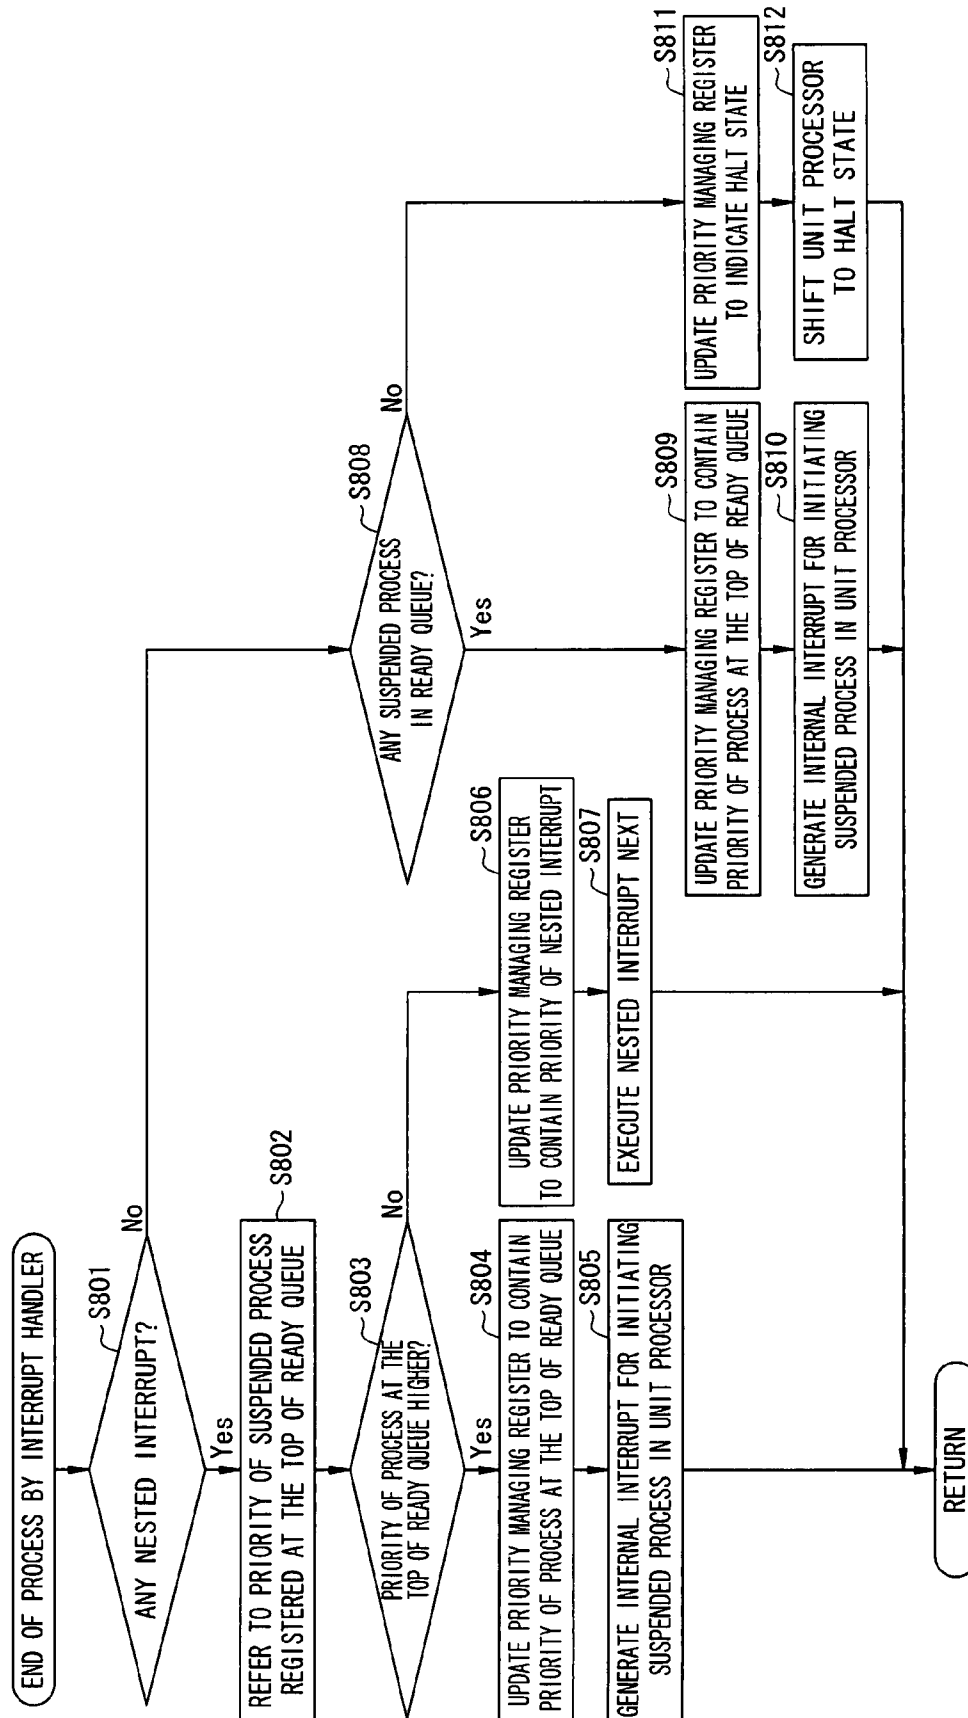 END OF PROCESS BY INTERRUPT HANDLER
S801
ANY NESTED INTERRUPT?
No
Yes
S802
REFER TO PRIORITY OF SUSPENDED PROCESS
REGISTERED AT THE TOP OF READY QUEUE
S803
PRIORITY OF PROCESS AT THE
TOP OF READY QUEUE HIGHER?
No
Yes
S804
UPDATE PRIORITY MANAGING REGISTER TO CONTAIN
PRIORITY OF PROCESS AT THE TOP OF READY QUEUE
S805
GENERATE INTERNAL INTERRUPT FOR INITIATING
SUSPENDED PROCESS IN UNIT PROCESSOR
S806
UPDATE PRIORITY MANAGING REGISTER
TO CONTAIN PRIORITY OF NESTED INTERRUPT
S807
EXECUTE NESTED INTERRUPT NEXT
S808
ANY SUSPENDED PROCESS
IN READY QUEUE?
No
Yes
S809
UPDATE PRIORITY MANAGING REGISTER TO CONTAIN
PRIORITY OF PROCESS AT THE TOP OF READY QUEUE
S810
GENERATE INTERNAL INTERRUPT FOR INITIATING
SUSPENDED PROCESS IN UNIT PROCESSOR
S811
UPDATE PRIORITY MANAGING REGISTER
TO INDICATE HALT STATE
S812
SHIFT UNIT PROCESSOR
TO HALT STATE
RETURN